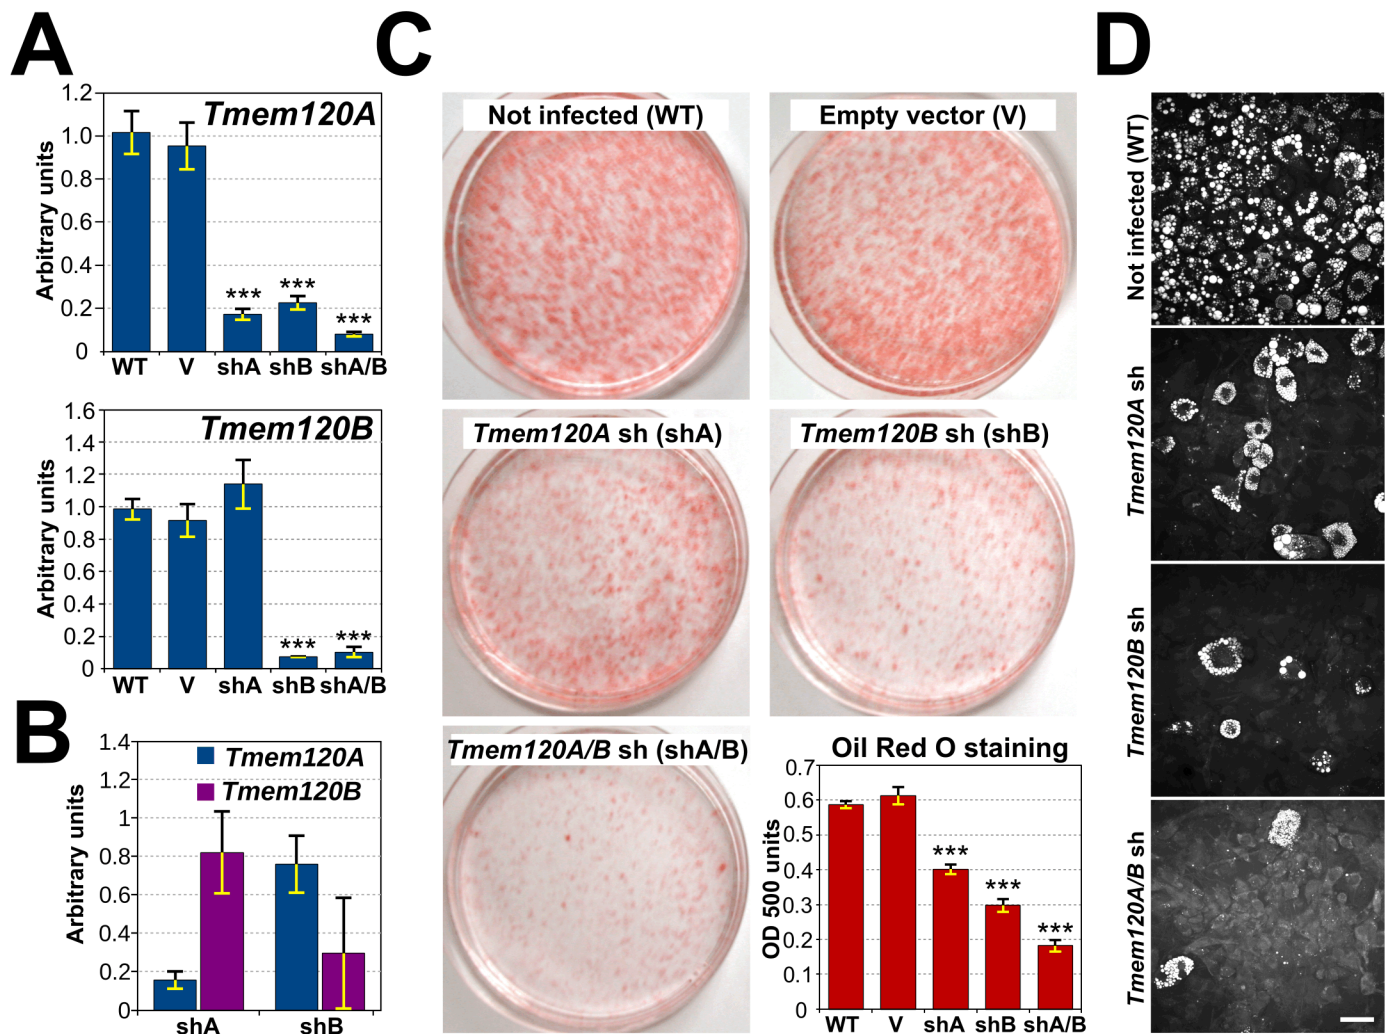 A
Tmem120A
Arbitrary units
1.2
1.0
0.8
0.6
0.4
0.2
0
***
***
***
WT V shA shB shA/B
Tmem120B
Arbitrary units
1.6
1.4
1.2
1.0
0.8
0.6
0.4
0.2
0
***
***
WT V shA shB shA/B
B
Tmem120A
Tmem120B
Arbitrary units
1.4
1.2
1
0.8
0.6
0.4
0.2
0
shA shB
C
Not infected (WT)
Empty vector (V)
Tmem120A sh (shA)
Tmem120B sh (shB)
Tmem120A/B sh (shA/B)
Oil Red O staining
OD 500 units
0.7
0.6
0.5
0.4
0.3
0.2
0.1
0
***
***
***
WT V shA shB shA/B
D
Not infected (WT)
Tmem120A sh
Tmem120B sh
Tmem120A/B sh